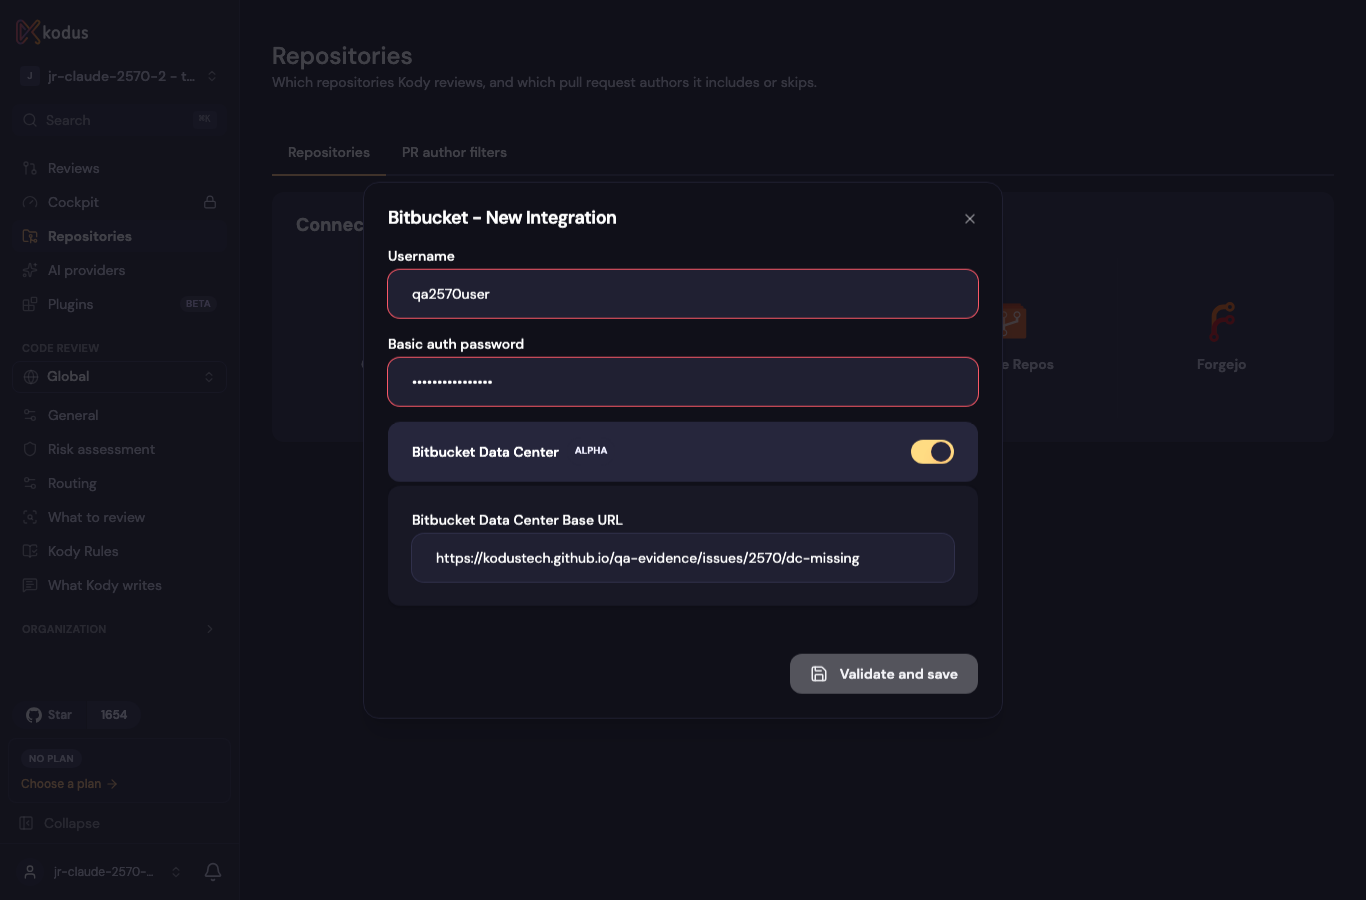 kodus
J jr-claude-2570-2 - t...
Search ⌘K
Reviews
Cockpit
Repositories
AI providers
Plugins BETA
CODE REVIEW
Global
General
Risk assessment
Routing
What to review
Kody Rules
What Kody writes
ORGANIZATION
Star 1654
NO PLAN
Choose a plan →
Collapse
jr-claude-2570-...
Repositories
Which repositories Kody reviews, and which pull request authors it includes or skips.
Repositories PR author filters
Connec
e Repos
Forgejo
Bitbucket - New Integration
Username
qa2570user
Basic auth password
••••••••••••••••
Bitbucket Data Center ALPHA
Bitbucket Data Center Base URL
https://kodustech.github.io/qa-evidence/issues/2570/dc-missing
Validate and save